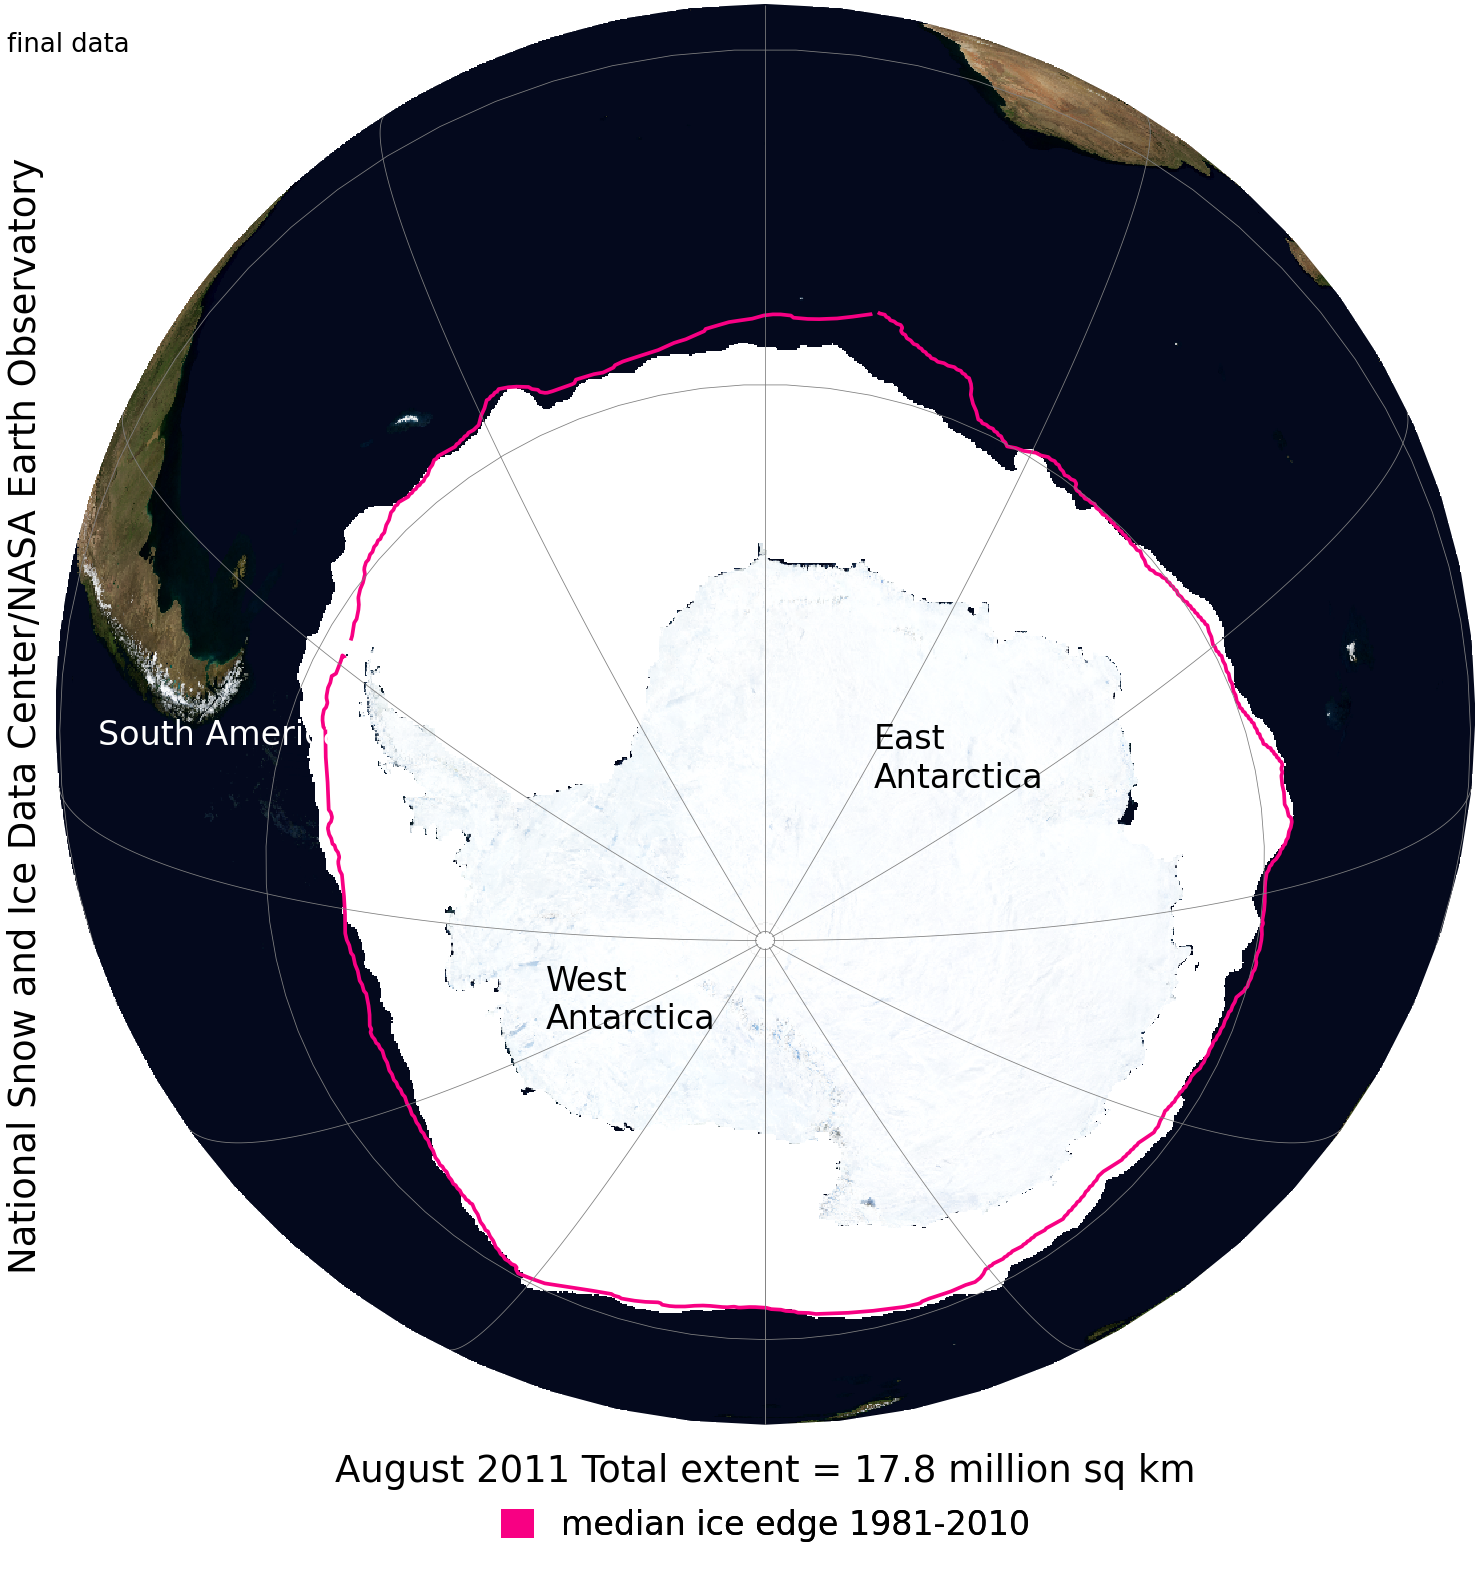 final data
National Snow and Ice Data Center/NASA Earth Observatory
South Americ
East
Antarctica
West
Antarctica
August 2011 Total extent = 17.8 million sq km
median ice edge 1981-2010